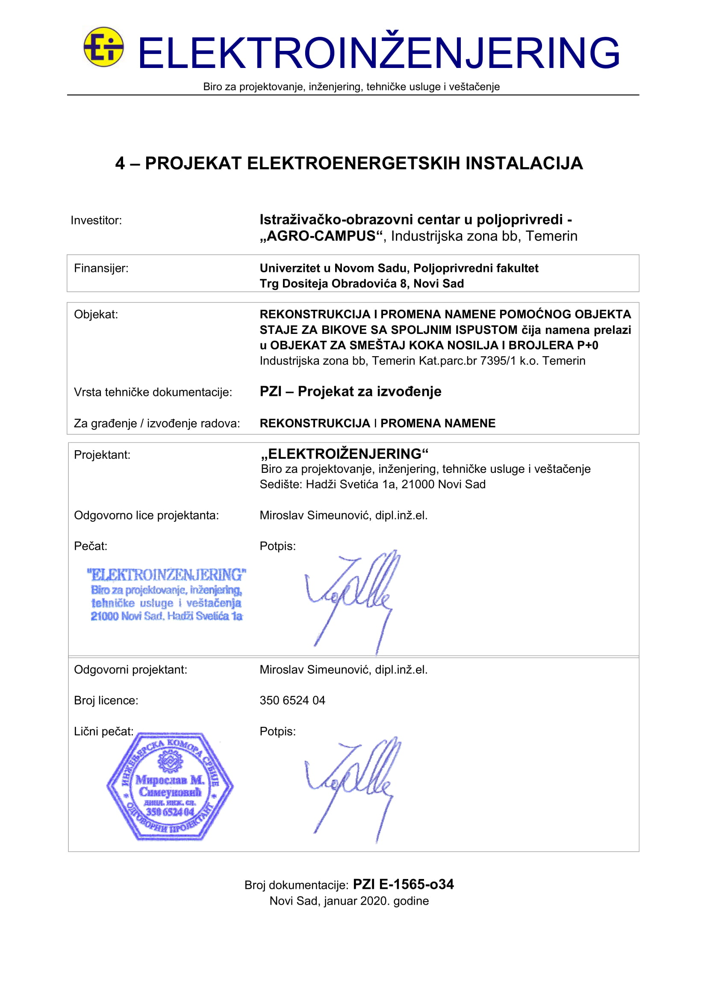 Ei ELEKTROINŽENJERING
Biro za projektovanje, inženjering, tehničke usluge i veštačenje
4 – PROJEKAT ELEKTROENERGETSKIH INSTALACIJA
Investitor: Istraživačko-obrazovni centar u poljoprivredi -
„AGRO-CAMPUS“, Industrijska zona bb, Temerin
Finansijer: Univerzitet u Novom Sadu, Poljoprivredni fakultet
Trg Dositeja Obradovića 8, Novi Sad
Objekat: REKONSTRUKCIJA I PROMENA NAMENE POMOĆNOG OBJEKTA
STAJE ZA BIKOVE SA SPOLJNIM ISPUSTOM čija namena prelazi
u OBJEKAT ZA SMEŠTAJ KOKA NOSILJA I BROJLERA P+0
Industrijska zona bb, Temerin Kat.parc.br 7395/1 k.o. Temerin
Vrsta tehničke dokumentacije: PZI – Projekat za izvođenje
Za građenje / izvođenje radova: REKONSTRUKCIJA I PROMENA NAMENE
Projektant: „ELEKTROIŽENJERING“
Biro za projektovanje, inženjering, tehničke usluge i veštačenje
Sedište: Hadži Svetića 1a, 21000 Novi Sad
Odgovorno lice projektanta: Miroslav Simeunović, dipl.inž.el.
Pečat: Potpis:
"ELEKTROINŽENJERING"
Biro za projektovanje, inženjering,
tehničke usluge i veštačenja
21000 Novi Sad, Hadži Svetića 1a
Odgovorni projektant: Miroslav Simeunović, dipl.inž.el.
Broj licence: 350 6524 04
Lični pečat: Potpis:
ИНЖЕЊЕРСКА КОМОРА СРБИЈЕ
Мирослав М.
Симеуновић
дипл. инж. ел.
350 6524 04
ОДГОВОРНИ ПРОЈЕКТАНТ
Broj dokumentacije: PZI E-1565-o34
Novi Sad, januar 2020. godine